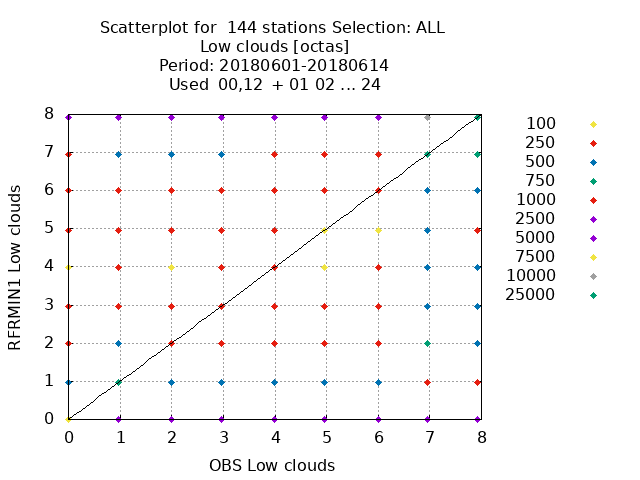 Scatterplot for  144 stations Selection: ALL
Low clouds [octas]
Period: 20180601-20180614
Used  00,12  + 01 02 ... 24
RFRMIN1 Low clouds
8
7
6
5
4
3
2
1
0
0 1 2 3 4 5 6 7 8
OBS Low clouds
100
250
500
750
1000
2500
5000
7500
10000
25000